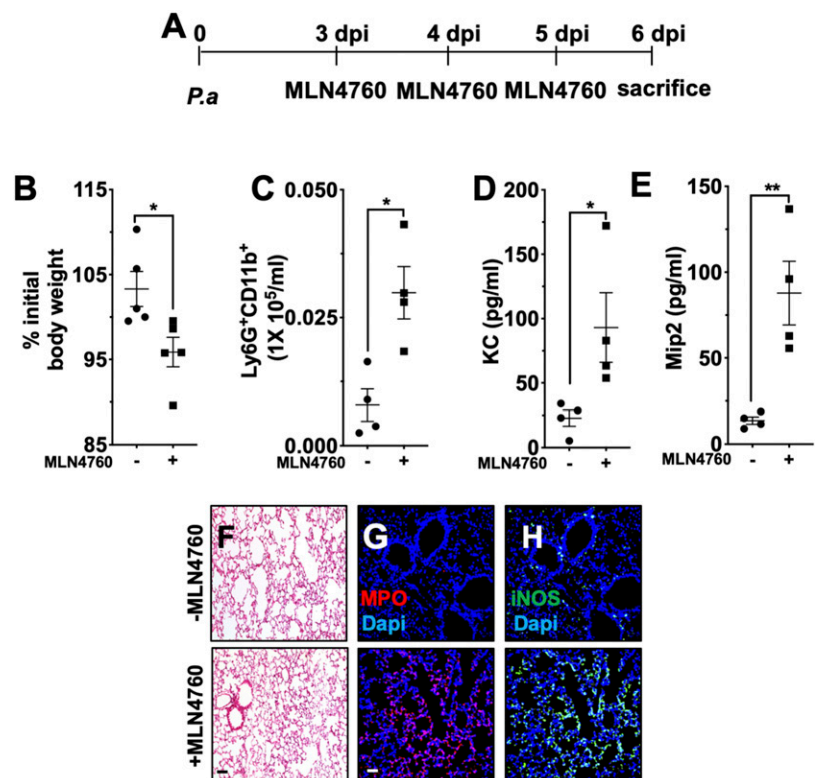 A
0 3 dpi 4 dpi 5 dpi 6 dpi
P.a MLN4760 MLN4760 MLN4760 sacrifice
B
% initial
body weight
115
105
95
85
*
MLN4760 - +
C
Ly6G+CD11b+
(1X 10⁵/ml)
0.050
0.025
0.000
*
MLN4760 - +
D
KC (pg/ml)
200
150
100
50
0
*
MLN4760 - +
E
Mip2 (pg/ml)
150
100
50
0
**
MLN4760 - +
-MLN4760
F
G
MPO
Dapi
H
iNOS
Dapi
+MLN4760